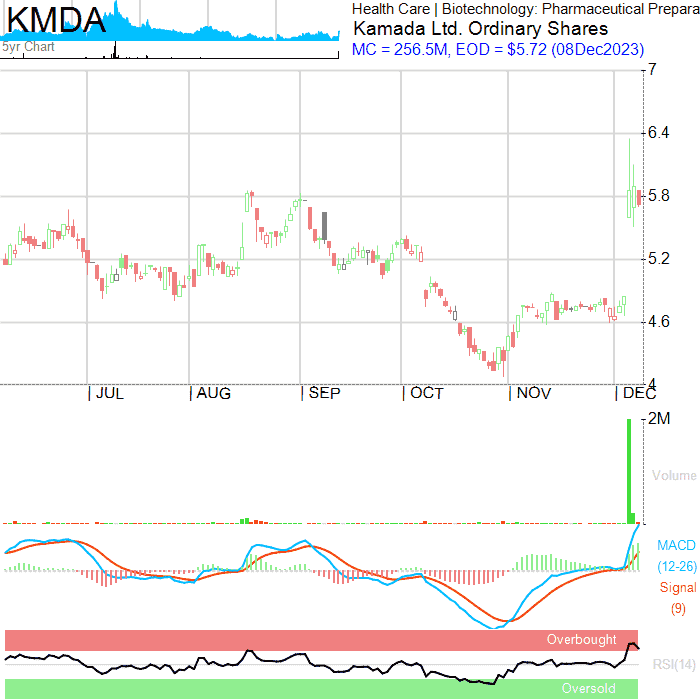 KMDA
5yr Chart
Health Care | Biotechnology: Pharmaceutical Prepara
Kamada Ltd. Ordinary Shares
MC = 256.5M, EOD = $5.72 (08Dec2023)
7
6.4
5.8
5.2
4.6
4
JUL AUG SEP OCT NOV DEC
2M
Volume
MACD
(12-26)
Signal
(9)
Overbought
RSI(14)
Oversold